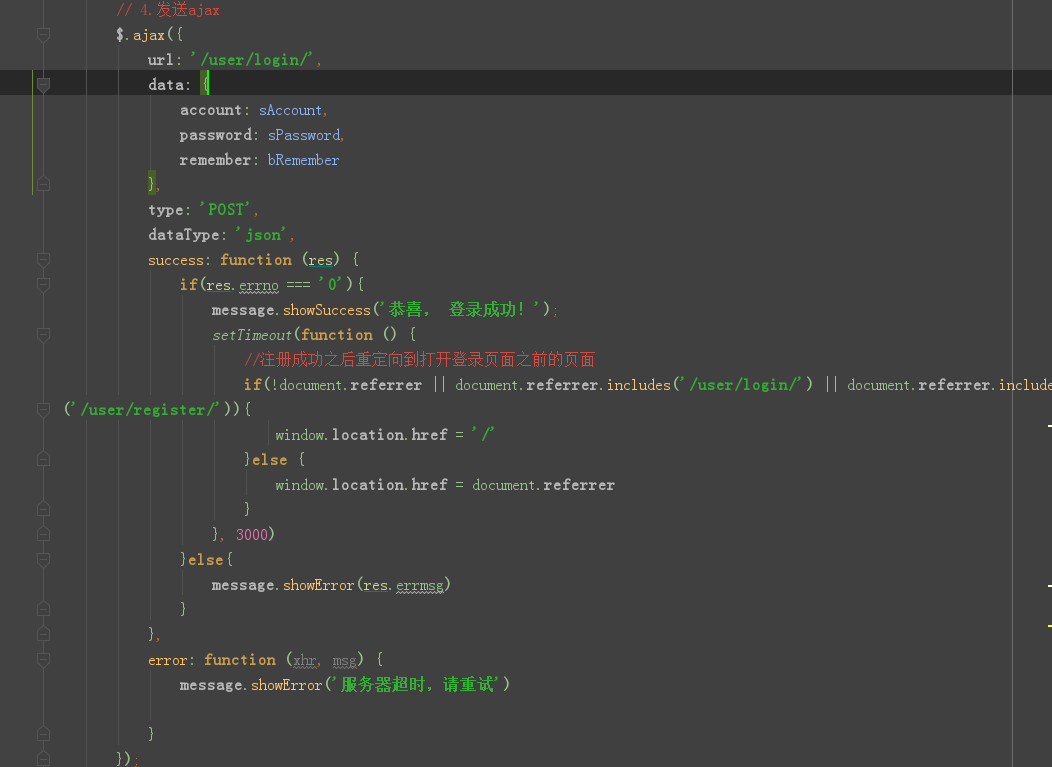 // 4.发送ajax
$.ajax({
url: '/user/login/',
data: {
account: sAccount,
password: sPassword,
remember: bRemember
},
type: 'POST',
dataType: 'json',
success: function (res) {
if(res.errno === '0'){
message.showSuccess('恭喜， 登录成功！');
setTimeout(function () {
//注册成功之后重定向到打开登录页面之前的页面
if(!document.referrer || document.referrer.includes('/user/login/') || document.referrer.include
('/user/register/')){
window.location.href = '/'
}else {
window.location.href = document.referrer
}
}, 3000)
}else{
message.showError(res.errmsg)
}
},
error: function (xhr, msg) {
message.showError('服务器超时，请重试')
}
});